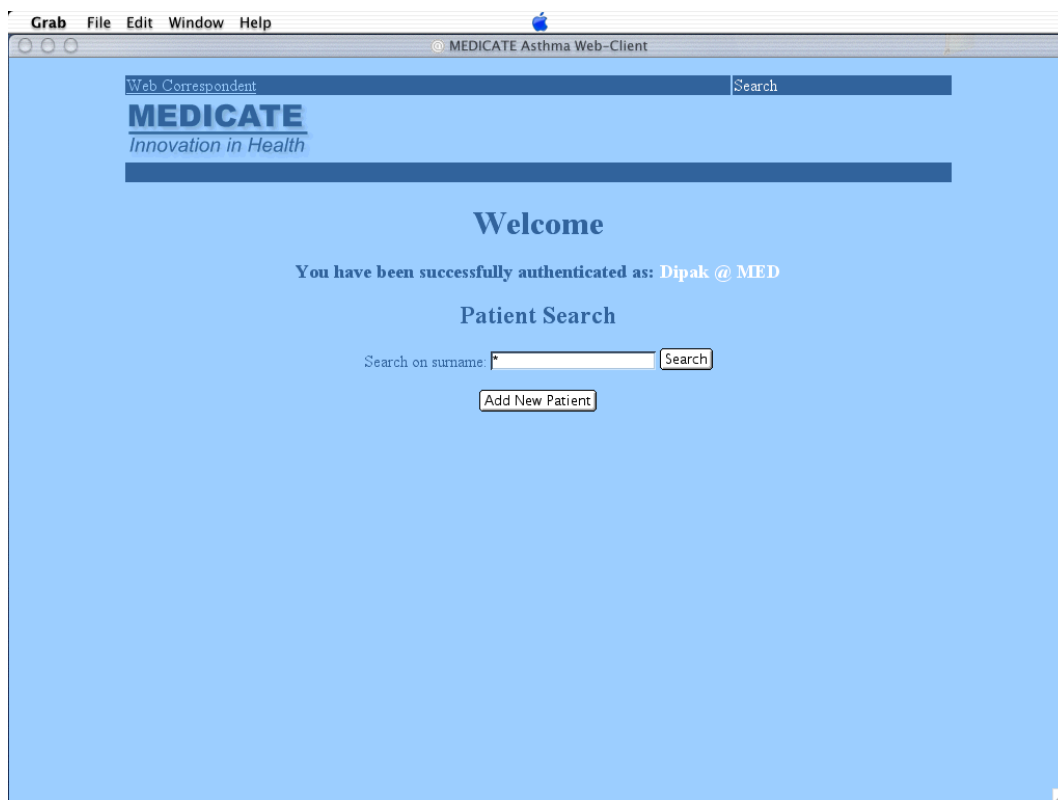 Grab File Edit Window Help
@ MEDICATE Asthma Web-Client
Web Correspondent Search
MEDICATE
Innovation in Health
Welcome
You have been successfully authenticated as: Dipak @ MED
Patient Search
Search on surname: * Search
Add New Patient